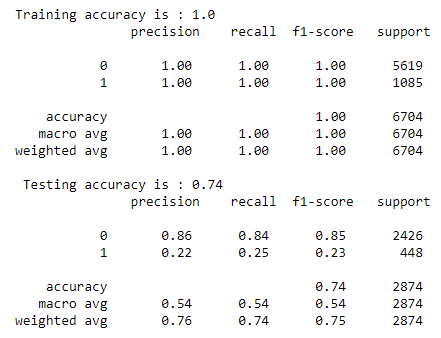 Training accuracy is : 1.0
precision recall f1-score support
0 1.00 1.00 1.00 5619
1 1.00 1.00 1.00 1085
accuracy 1.00 6704
macro avg 1.00 1.00 1.00 6704
weighted avg 1.00 1.00 1.00 6704
Testing accuracy is : 0.74
precision recall f1-score support
0 0.86 0.84 0.85 2426
1 0.22 0.25 0.23 448
accuracy 0.74 2874
macro avg 0.54 0.54 0.54 2874
weighted avg 0.76 0.74 0.75 2874